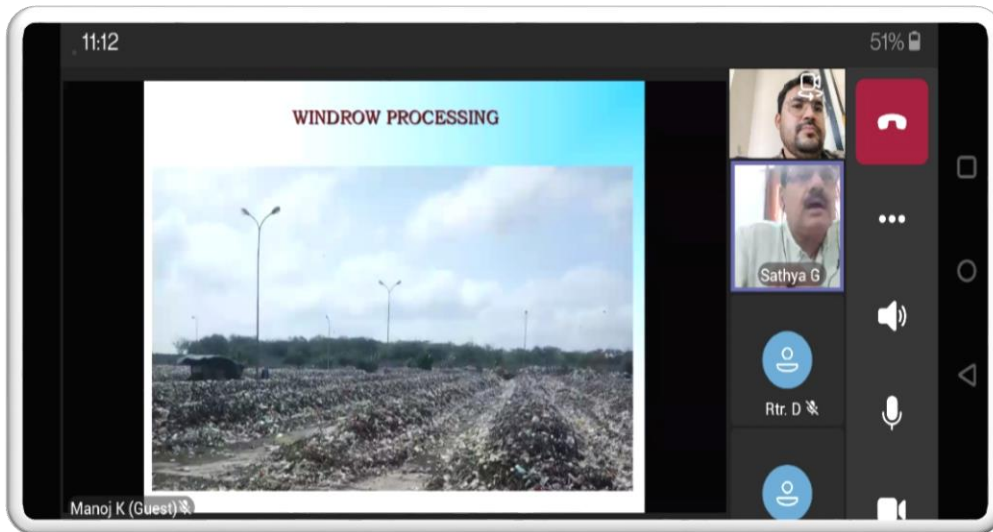 11:12
51%
WINDROW PROCESSING
Sathya G
Rtr. D
Manoj K (Guest)